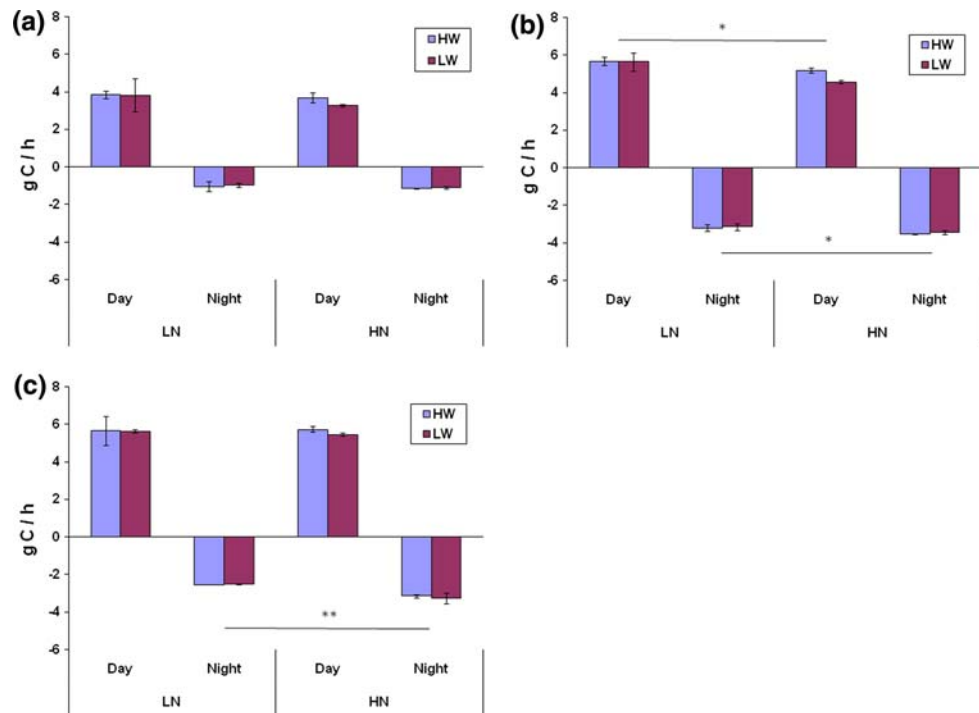 (a)
8
6
4
2
0
-2
-4
-6
g C / h
HW
LW
Day Night Day Night
LN HN
(b)
8
6
4
2
0
-2
-4
-6
g C / h
HW
LW
*
*
Day Night Day Night
LN HN
(c)
8
6
4
2
0
-2
-4
-6
g C / h
HW
LW
**
Day Night Day Night
LN HN